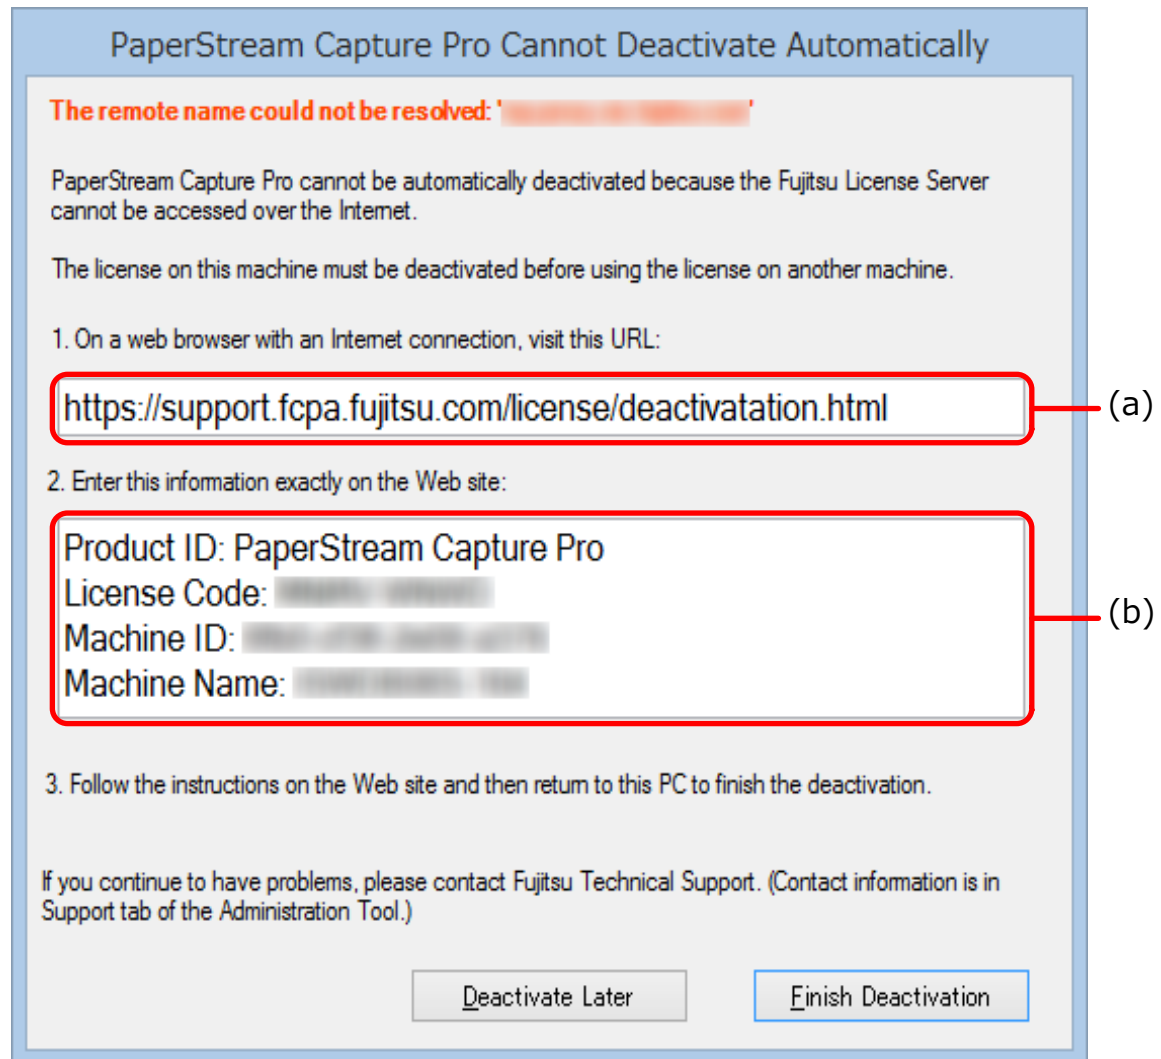 PaperStream Capture Pro Cannot Deactivate Automatically
The remote name could not be resolved: ' '
PaperStream Capture Pro cannot be automatically deactivated because the Fujitsu License Server
cannot be accessed over the Internet.
The license on this machine must be deactivated before using the license on another machine.
1. On a web browser with an Internet connection, visit this URL:
https://support.fcpa.fujitsu.com/license/deactivatation.html
(a)
2. Enter this information exactly on the Web site:
Product ID: PaperStream Capture Pro
License Code:
Machine ID:
Machine Name:
(b)
3. Follow the instructions on the Web site and then return to this PC to finish the deactivation.
If you continue to have problems, please contact Fujitsu Technical Support. (Contact information is in
Support tab of the Administration Tool.)
Deactivate Later
Finish Deactivation